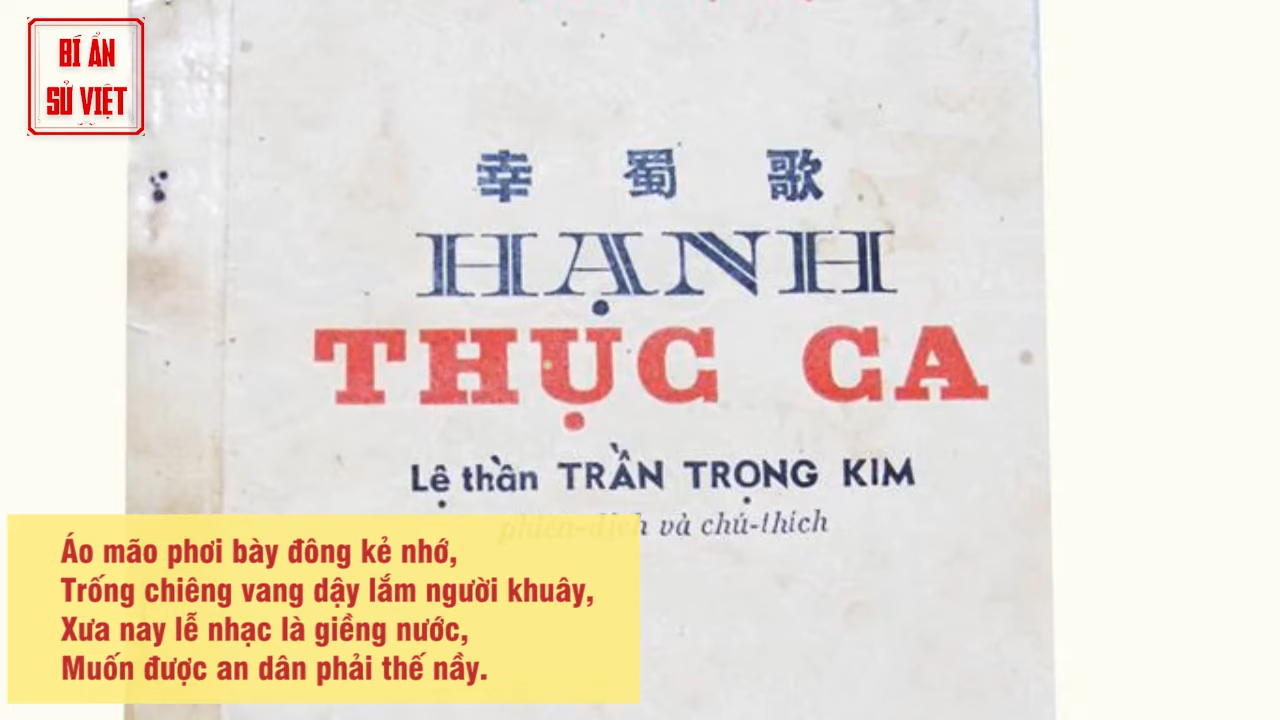 BÍ ẨN
SỬ VIỆT
幸 蜀 歌
HẠNH
THỤC CA
Lệ thần TRẦN TRỌNG KIM
phiên-dịch và chú-thích
Áo mão phơi bày đông kẻ nhớ,
Trống chiêng vang dậy lắm người khuây,
Xưa nay lễ nhạc là giềng nước,
Muốn được an dân phải thế nầy.